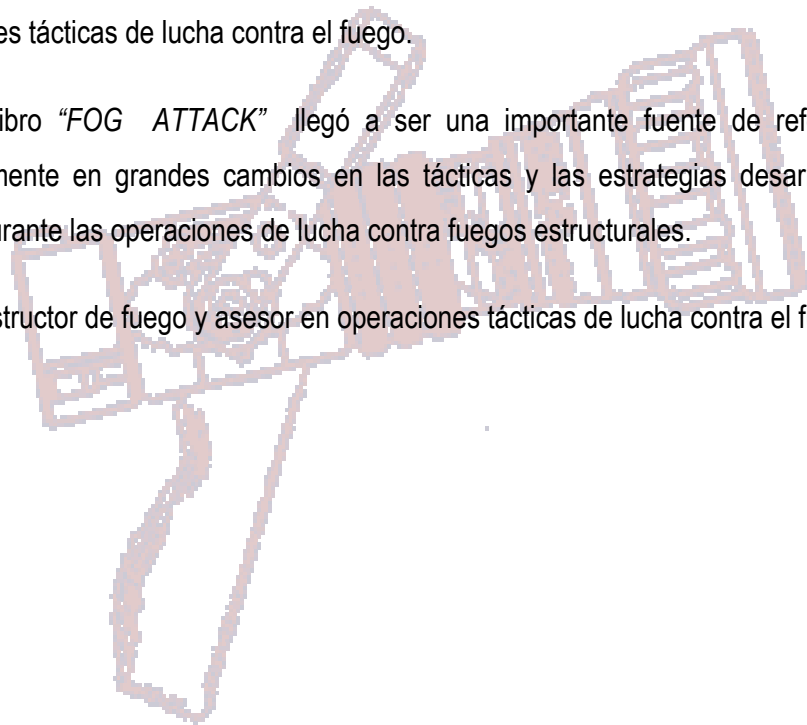 es tácticas de lucha contra el fuego.
ibro “FOG ATTACK” llegó a ser una importante fuente de ref
mente en grandes cambios en las tácticas y las estrategias desar
urante las operaciones de lucha contra fuegos estructurales.
structor de fuego y asesor en operaciones tácticas de lucha contra el f